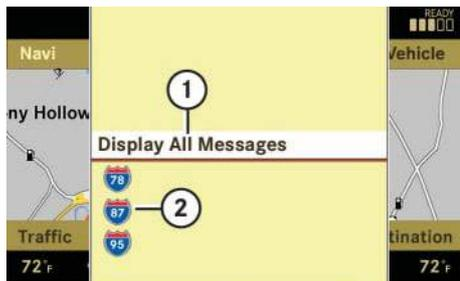 READY
Navi
Vehicle
1
ny Hollow
Display All Messages
78
87
2
95
Traffic
tination
72°F
72°F